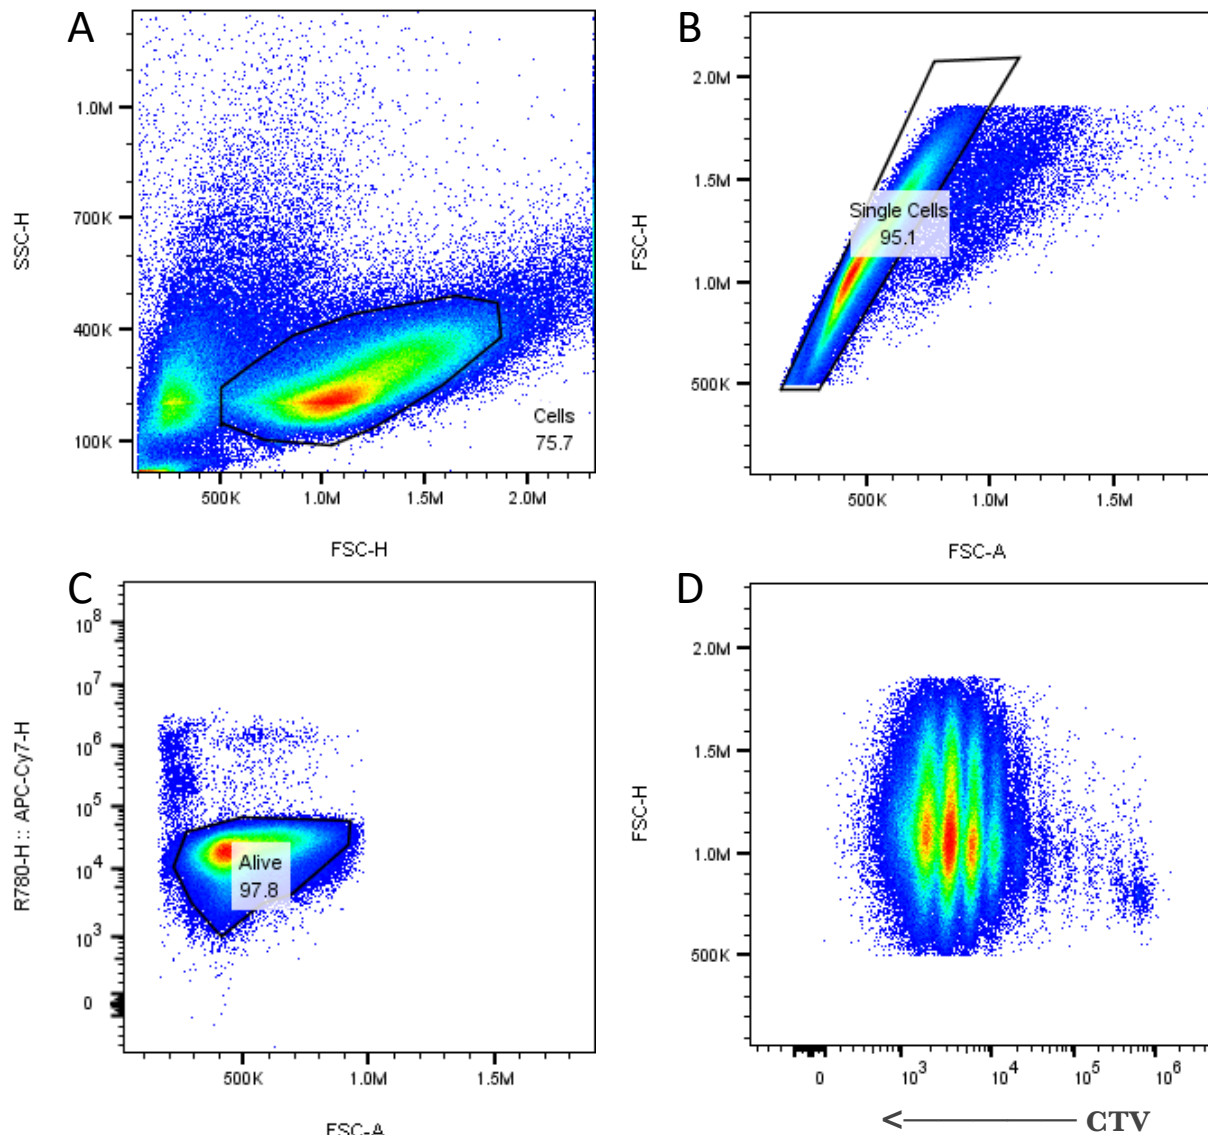 A
SSC-H
1.0M
700K
400K
100K
Cells
75.7
500K
1.0M
1.5M
2.0M
FSC-H
B
FSC-H
2.0M
1.5M
1.0M
500K
Single Cells
95.1
500K
1.0M
1.5M
FSC-A
C
R780-H :: APC-Cy7-H
10^8
10^7
10^6
10^5
10^4
10^3
0
Alive
97.8
500K
1.0M
1.5M
FSC-A
D
FSC-H
2.0M
1.5M
1.0M
500K
0
10^3
10^4
10^5
10^6
CTV